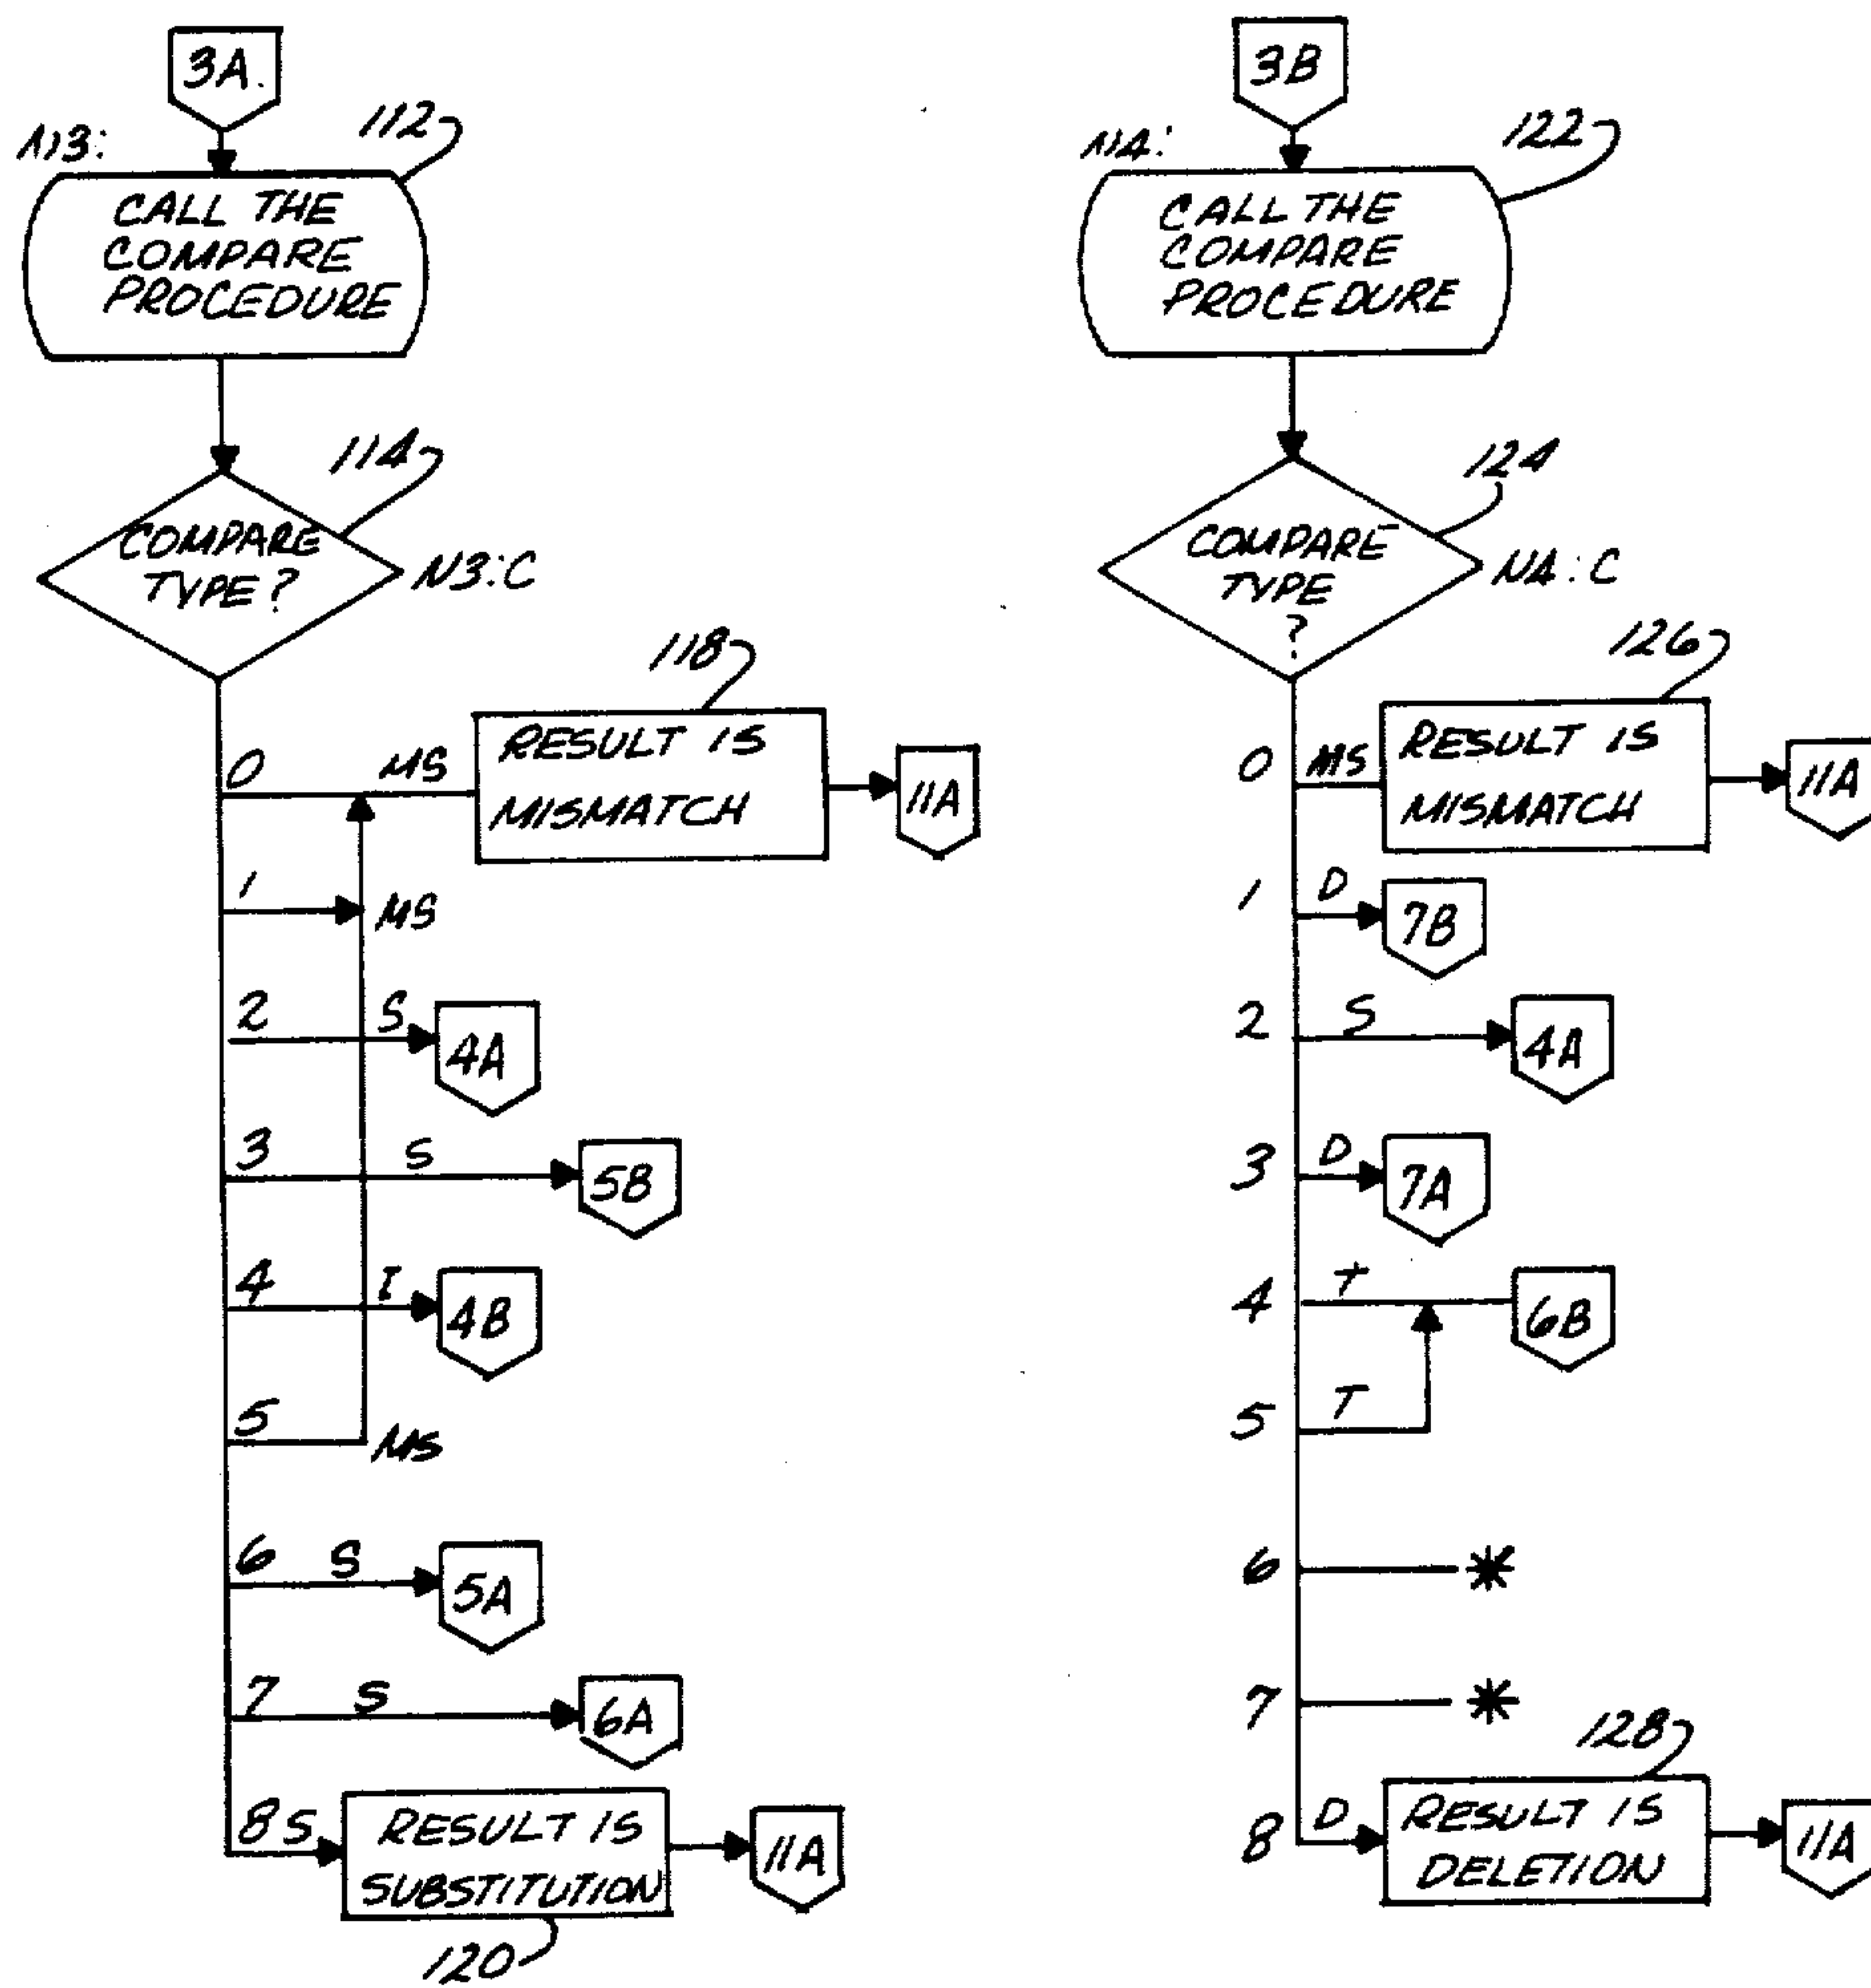 3A
112
N3:
CALL THE
COMPARE
PROCEDURE
114
COMPARE
TYPE?
N3:C
118
0
MS
RESULT IS
MISMATCH
11A
1
MS
2
S
4A
3
S
5B
4
I
4B
5
MS
6
S
5A
7
S
6A
8
S
RESULT IS
SUBSTITUTION
11A
120
3B
122
N4:
CALL THE
COMPARE
PROCEDURE
124
COMPARE
TYPE
?
N4:C
126
0
MS
RESULT IS
MISMATCH
11A
1
D
7B
2
S
4A
3
D
7A
4
T
6B
5
T
6
*
7
*
128
8
D
RESULT IS
DELETION
11A